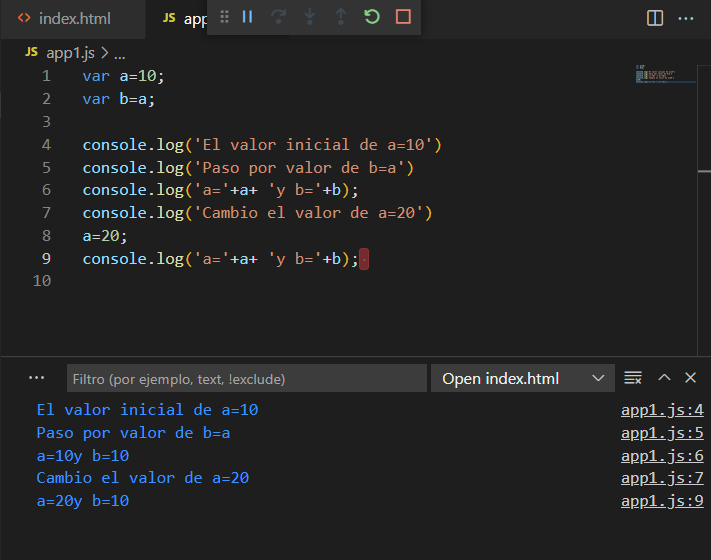 index.html
JS app
JS app1.js > ...
1 var a=10;
2 var b=a;
3
4 console.log('El valor inicial de a=10')
5 console.log('Paso por valor de b=a')
6 console.log('a='+a+ 'y b='+b);
7 console.log('Cambio el valor de a=20')
8 a=20;
9 console.log('a='+a+ 'y b='+b);
10
Filtro (por ejemplo, text, !exclude) Open index.html
El valor inicial de a=10 app1.js:4
Paso por valor de b=a app1.js:5
a=10y b=10 app1.js:6
Cambio el valor de a=20 app1.js:7
a=20y b=10 app1.js:9